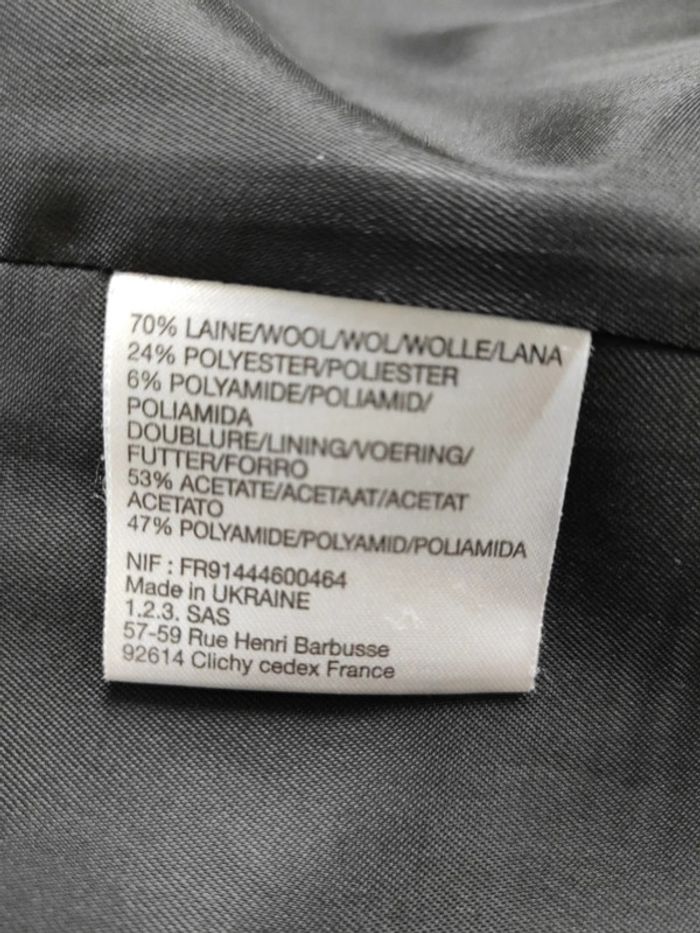 70% LAINE/WOOL/WOL/WOLLE/LANA
24% POLYESTER/POLIESTER
6% POLYAMIDE/POLIAMID/
POLIAMIDA
DOUBLURE/LINING/VOERING/
FUTTER/FORRO
53% ACETATE/ACETAAT/ACETAT
ACETATO
47% POLYAMIDE/POLYAMID/POLIAMIDA
NIF : FR91444600464
Made in UKRAINE
1.2.3. SAS
57-59 Rue Henri Barbusse
92614 Clichy cedex France